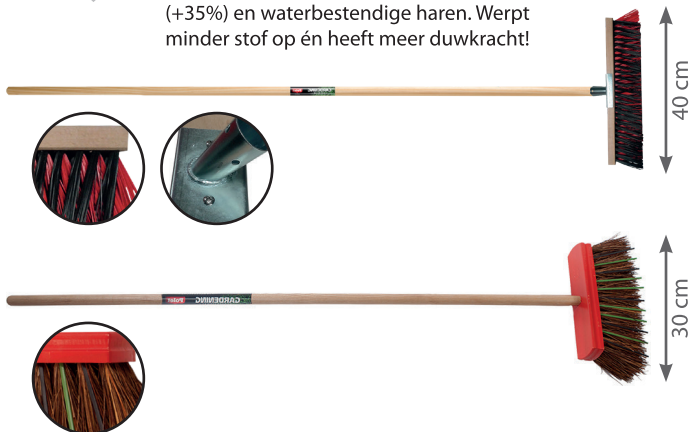 (+35%) en waterbestendige haren. Werpt
minder stof op én heeft meer duwkracht!
40 cm
GARDENING
30 cm